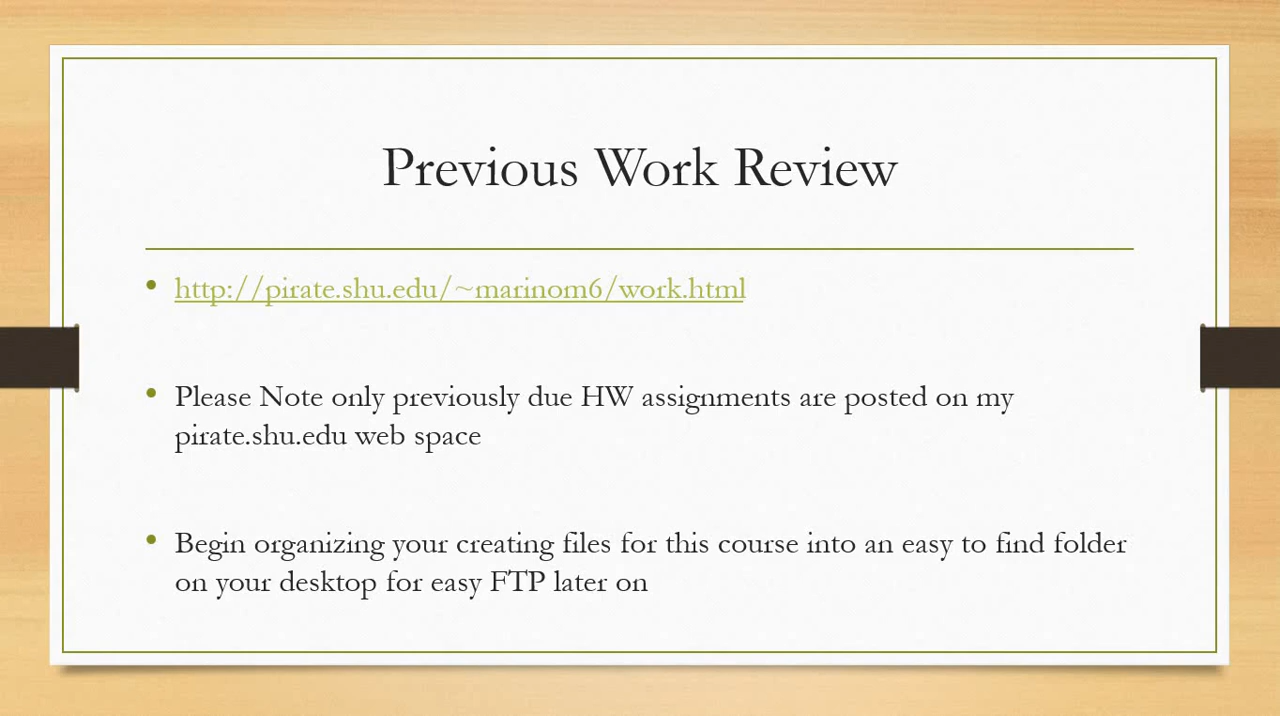 Previous Work Review
• http://pirate.shu.edu/~marinom6/work.html
• Please Note only previously due HW assignments are posted on my
pirate.shu.edu web space
• Begin organizing your creating files for this course into an easy to find folder
on your desktop for easy FTP later on